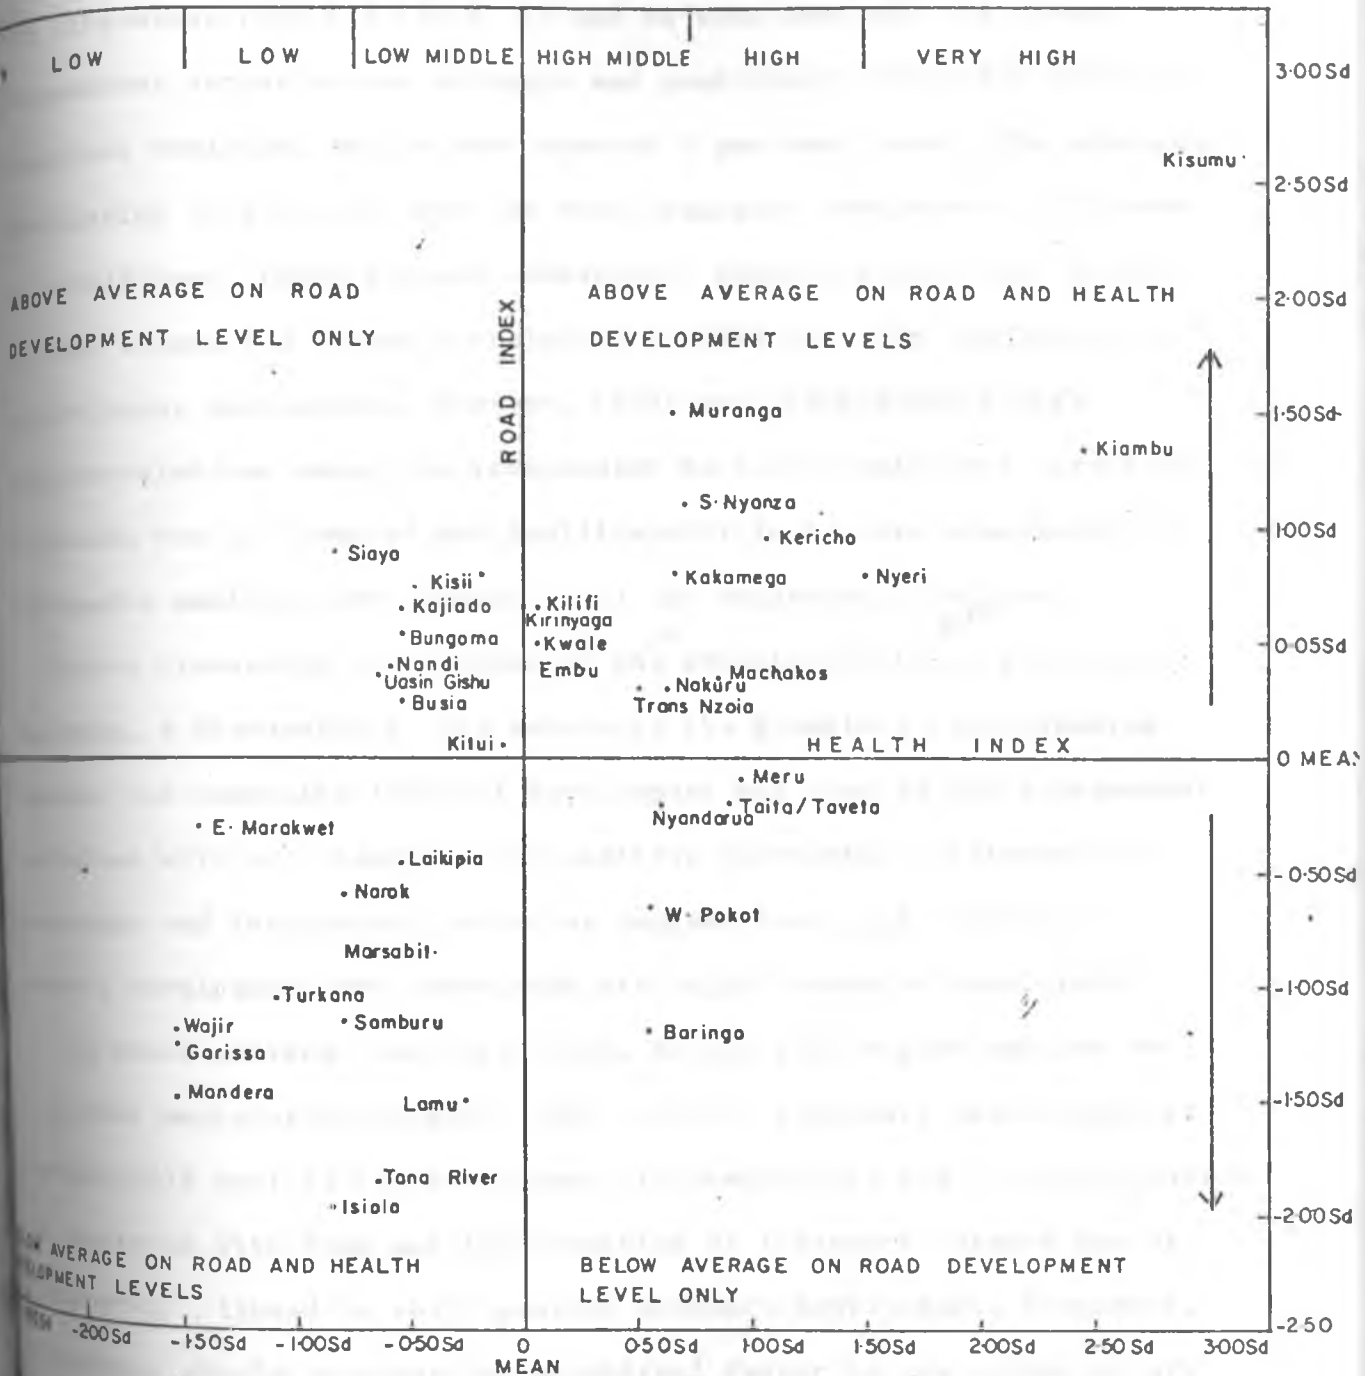 LOW LOW LOW MIDDLE HIGH MIDDLE HIGH VERY HIGH
3·00Sd
Kisumu
2·50Sd
ABOVE AVERAGE ON ROAD
DEVELOPMENT LEVEL ONLY
ROAD INDEX
ABOVE AVERAGE ON ROAD AND HEALTH
DEVELOPMENT LEVELS
2·00Sd
Muranga
1·50Sd
Kiambu
S·Nyanza
Kericho
1·00Sd
Siaya
Kisii
Kakamega
Nyeri
Kajiado
Kilifi
Kirinyaga
Bungoma
Kwale
0·05Sd
Nandi
Embu
Machakos
Uasin Gishu
Nakuru
Busia
Trans Nzoia
Kitui
HEALTH INDEX
0 MEAN
Meru
Taita/Taveta
Nyandarua
E· Marakwet
Laikipia
-0·50Sd
Narok
W· Pokot
Marsabit
Turkana
-1·00Sd
Wajir
Samburu
Baringo
Garissa
Mandera
Lamu
-1·50Sd
Tana River
Isiolo
-2·00Sd
AVERAGE ON ROAD AND HEALTH
LEVELS
BELOW AVERAGE ON ROAD DEVELOPMENT
LEVEL ONLY
-2·50
-2·00Sd -1·50Sd -1·00Sd -0·50Sd 0 0·50Sd 1·00Sd 1·50Sd 2·00Sd 2·50Sd 3·00Sd
MEAN